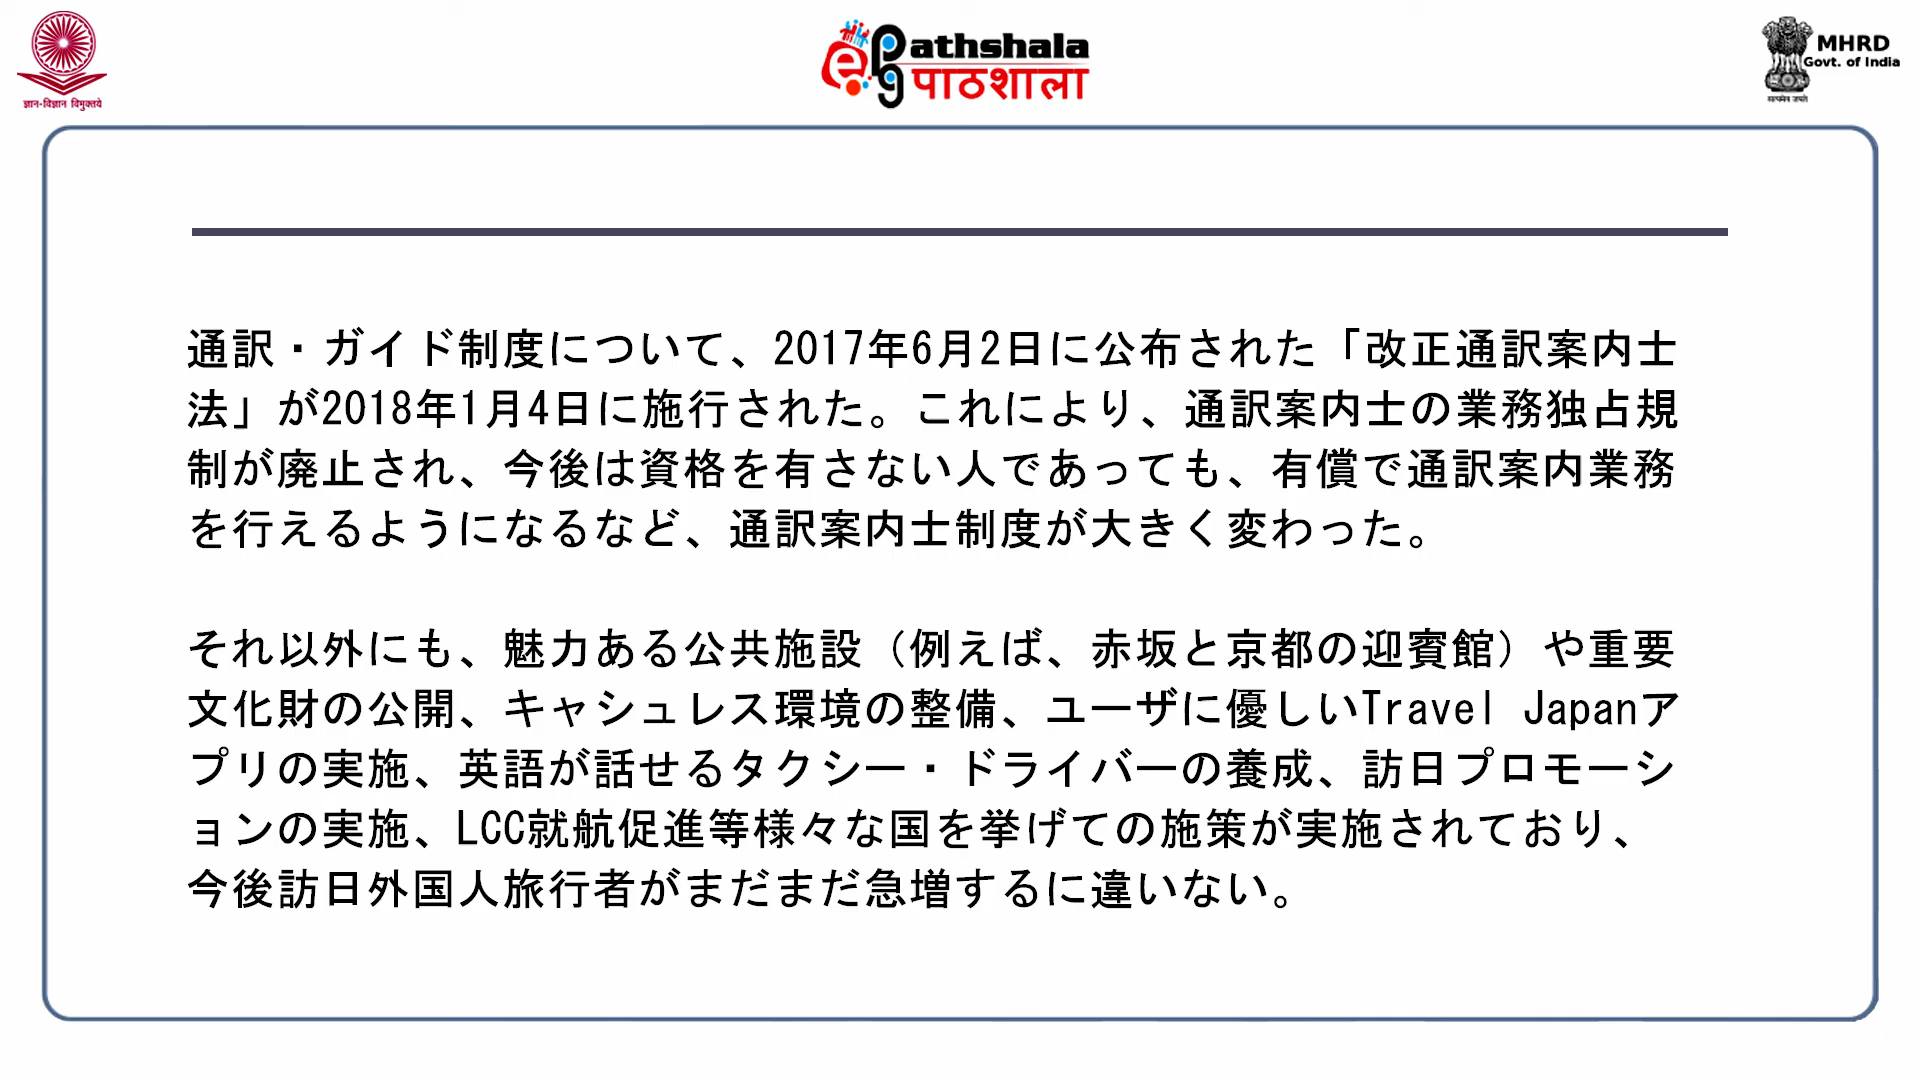 ज्ञान-विज्ञान विमुक्तये
ePathshala
पाठशाला
MHRD
Govt. of India
सत्यमेव जयते
通訳・ガイド制度について、2017年6月2日に公布された「改正通訳案内士
法」が2018年1月4日に施行された。これにより、通訳案内士の業務独占規
制が廃止され、今後は資格を有さない人であっても、有償で通訳案内業務
を行えるようになるなど、通訳案内士制度が大きく変わった。
それ以外にも、魅力ある公共施設（例えば、赤坂と京都の迎賓館）や重要
文化財の公開、キャシュレス環境の整備、ユーザに優しいTravel Japanア
プリの実施、英語が話せるタクシー・ドライバーの養成、訪日プロモーシ
ョンの実施、LCC就航促進等様々な国を挙げての施策が実施されており、
今後訪日外国人旅行者がまだまだ急増するに違いない。